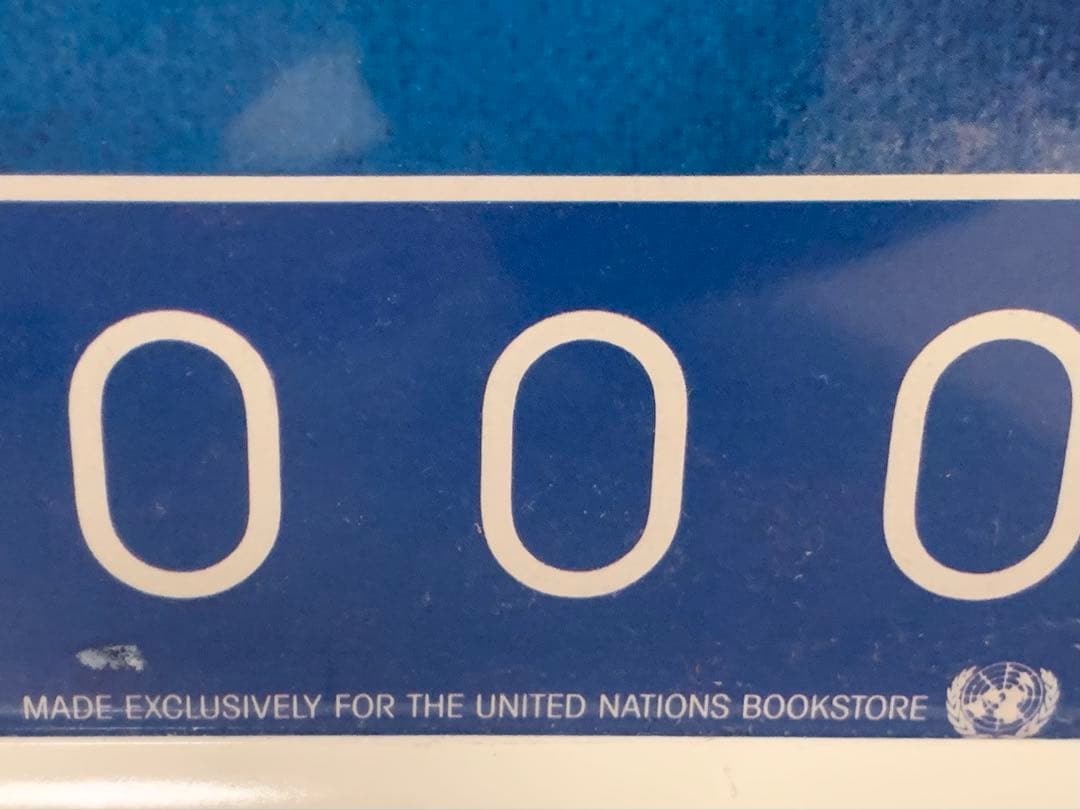 0 0 0
MADE EXCLUSIVELY FOR THE UNITED NATIONS BOOKSTORE